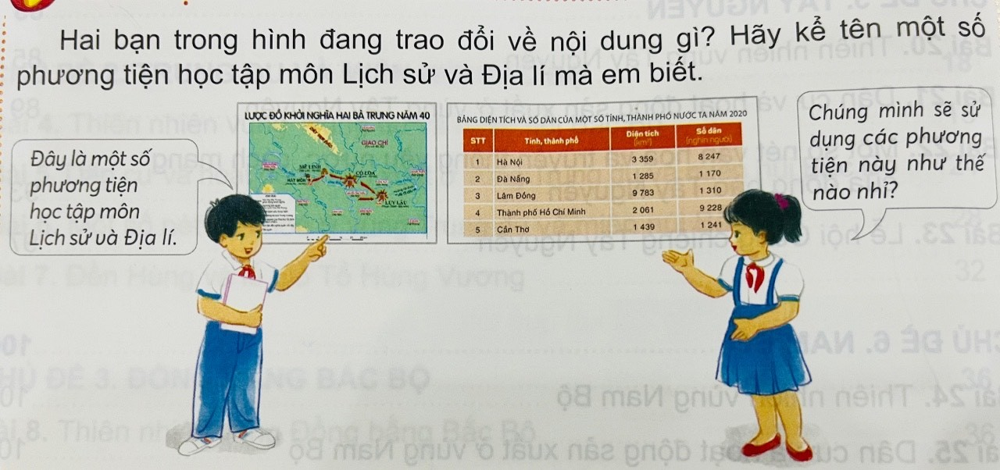 Hai bạn trong hình đang trao đổi về nội dung gì? Hãy kể tên một số
phương tiện học tập môn Lịch sử và Địa lí mà em biết.
Đây là một số
phương tiện
học tập môn
Lịch sử và Địa lí.
LƯỢC ĐỒ KHỞI NGHĨA HAI BÀ TRƯNG NĂM 40
GIAO CHỈ
MÊ LINH
CỔ LOA
HÁT MÔN
LUY LÂU
BẢNG DIỆN TÍCH VÀ SỐ DÂN CỦA MỘT SỐ TỈNH, THÀNH PHỐ NƯỚC TA NĂM 2020
STT Tỉnh, thành phố Diện tích (km²) Số dân (nghìn người)
1 Hà Nội 3 359 8 247
2 Đà Nẵng 1 285 1 170
3 Lâm Đồng 9 783 1 310
4 Thành phố Hồ Chí Minh 2 061 9 228
5 Cần Thơ 1 439 1 241
Chúng mình sẽ sử
dụng các phương
tiện này như thế
nào nhỉ?